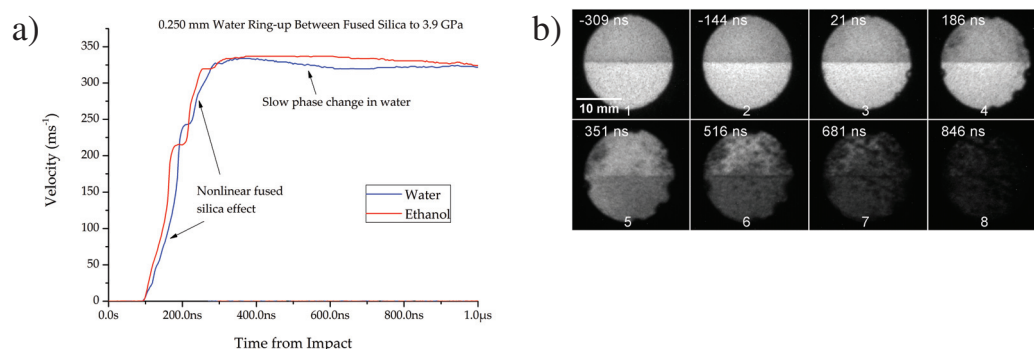 a)
0.250 mm Water Ring-up Between Fused Silica to 3.9 GPa
350
300
250
200
150
100
50
0
Velocity (ms⁻¹)
Slow phase change in water
Nonlinear fused
silica effect
Water
Ethanol
0.0s
200.0ns
400.0ns
600.0ns
800.0ns
1.0µs
Time from Impact
b)
-309 ns
-144 ns
21 ns
186 ns
10 mm
1
2
3
4
351 ns
516 ns
681 ns
846 ns
5
6
7
8